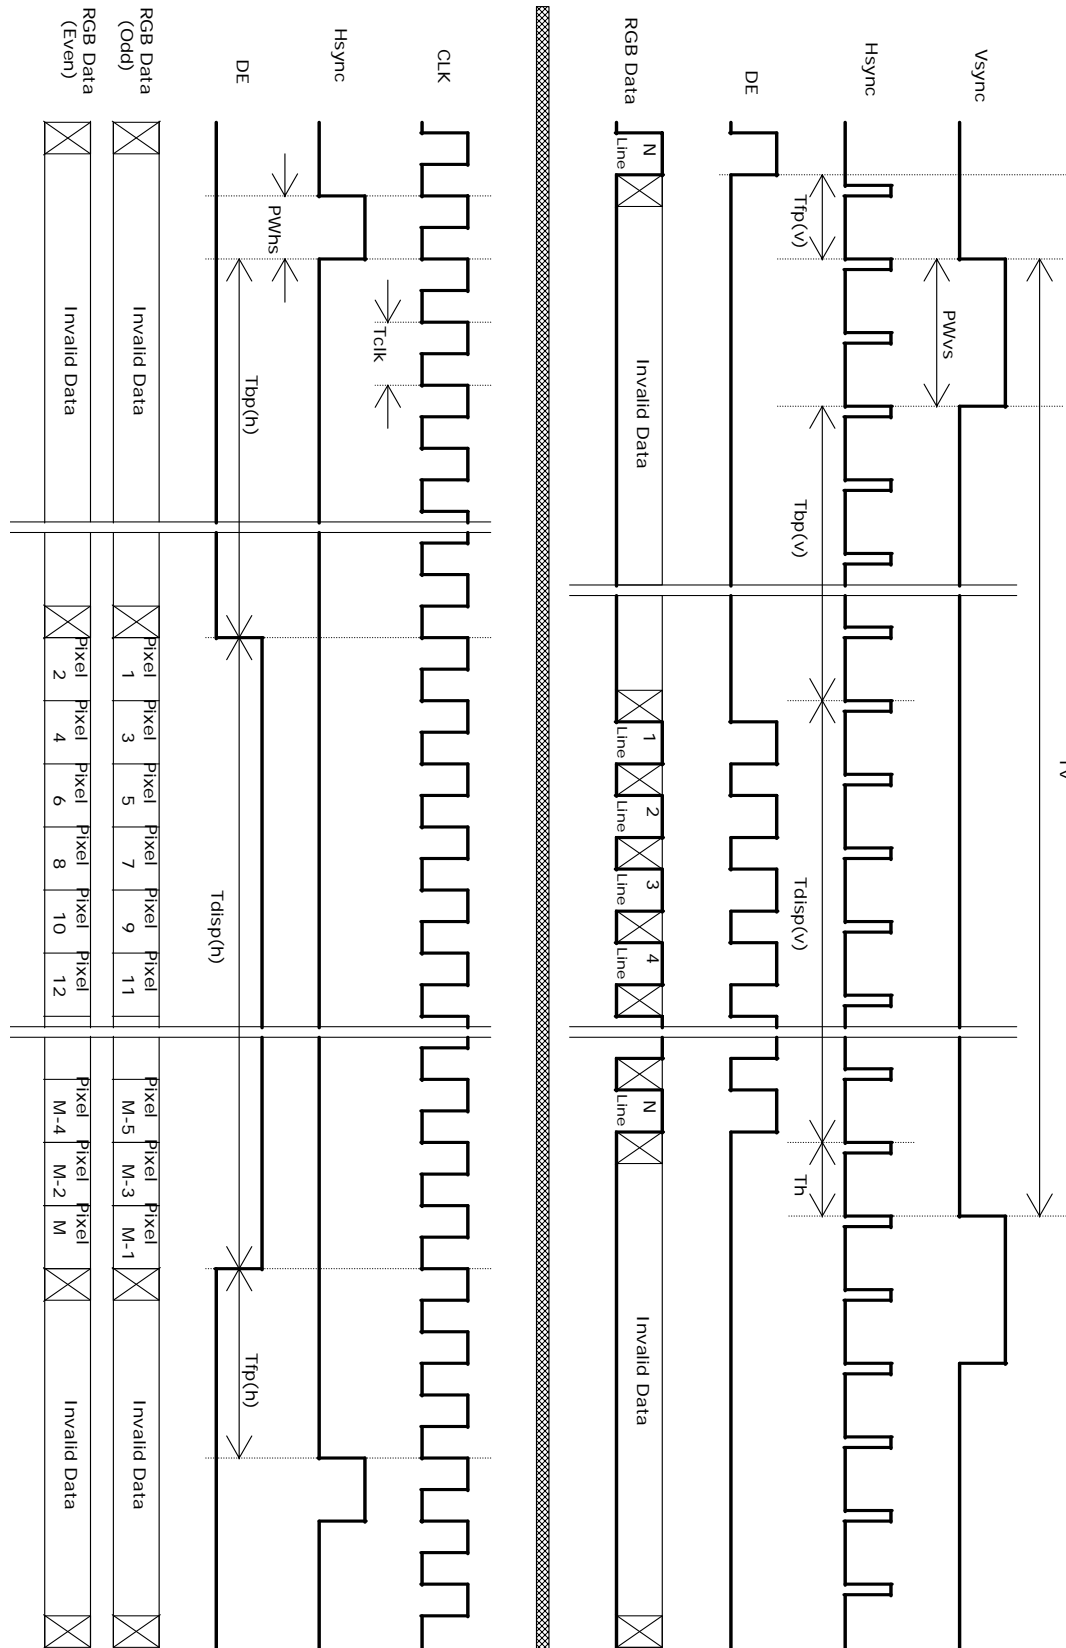 Vsync
PWvs
Hsync
Tfp(v)
Tbp(v)
Tdisp(v)
Th
DE
RGB Data
N
Line
Invalid Data
1
Line
2
Line
3
Line
4
Line
N
Line
Invalid Data
CLK
Tclk
Hsync
PWhs
DE
Tbp(h)
Tdisp(h)
Tfp(h)
RGB Data
(Odd)
Invalid Data
Pixel
1
Pixel
3
Pixel
5
Pixel
7
Pixel
9
Pixel
11
Pixel
M-5
Pixel
M-3
Pixel
M-1
Invalid Data
RGB Data
(Even)
Invalid Data
Pixel
2
Pixel
4
Pixel
6
Pixel
8
Pixel
10
Pixel
12
Pixel
M-4
Pixel
M-2
Pixel
M
Invalid Data